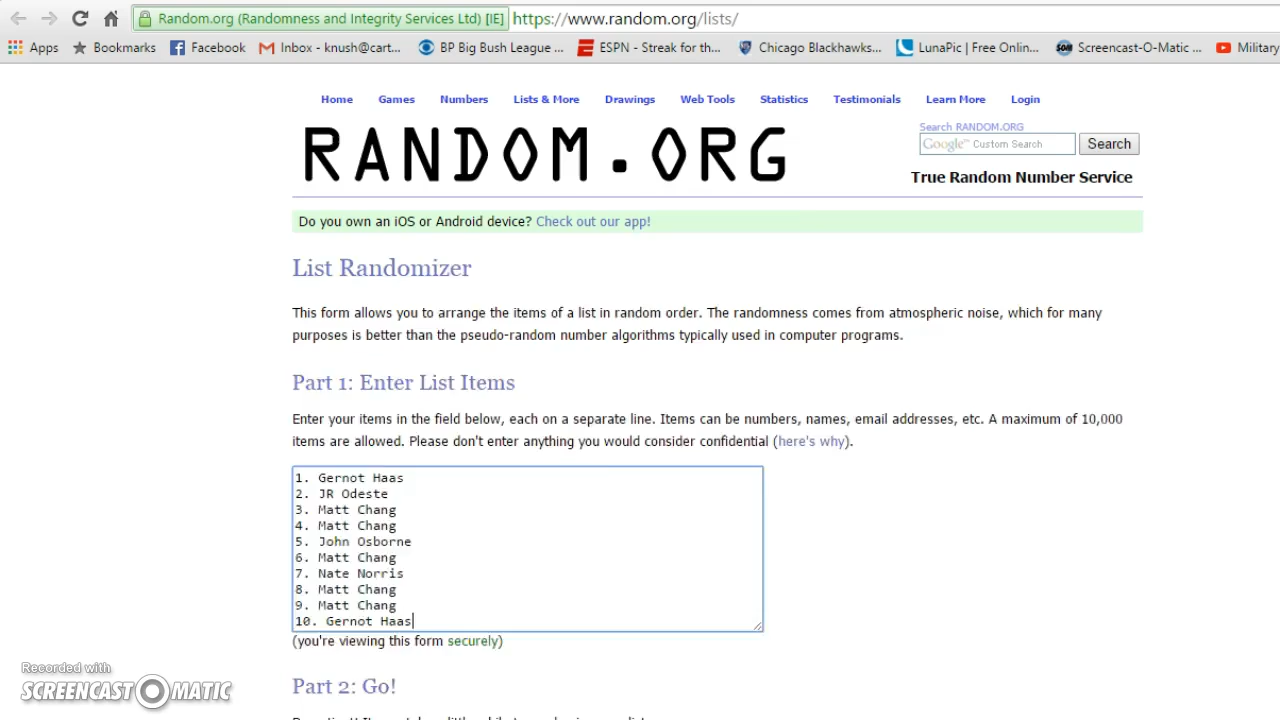 Random.org (Randomness and Integrity Services Ltd) [IE] https://www.random.org/lists/
Apps Bookmarks Facebook Inbox - knush@cart... BP Big Bush League ... ESPN - Streak for th... Chicago Blackhawks... LunaPic | Free Onlin... Screencast-O-Matic ... Military
Home Games Numbers Lists & More Drawings Web Tools Statistics Testimonials Learn More Login
RANDOM.ORG
Search RANDOM.ORG
Google™ Custom Search Search
True Random Number Service
Do you own an iOS or Android device? Check out our app!
List Randomizer
This form allows you to arrange the items of a list in random order. The randomness comes from atmospheric noise, which for many
purposes is better than the pseudo-random number algorithms typically used in computer programs.
Part 1: Enter List Items
Enter your items in the field below, each on a separate line. Items can be numbers, names, email addresses, etc. A maximum of 10,000
items are allowed. Please don't enter anything you would consider confidential (here's why).
1. Gernot Haas
2. JR Odeste
3. Matt Chang
4. Matt Chang
5. John Osborne
6. Matt Chang
7. Nate Norris
8. Matt Chang
9. Matt Chang
10. Gernot Haas
(you're viewing this form securely)
Recorded with
SCREENCAST-O-MATIC
Part 2: Go!